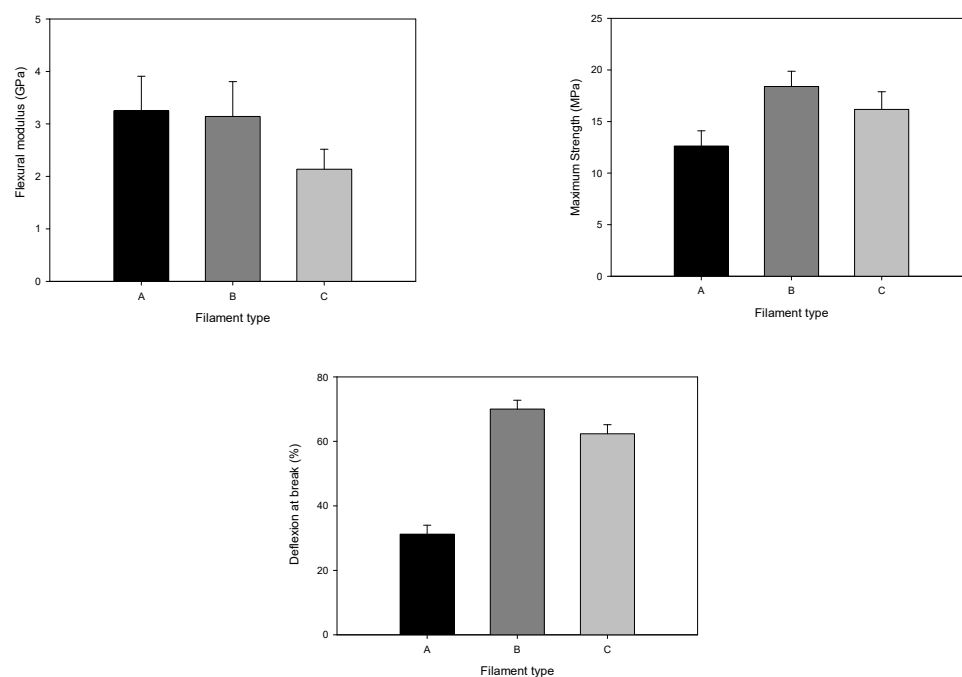 5
4
3
2
1
0
Flexural modulus (GPa)
A B C
Filament type
25
20
15
10
5
0
Maximum Strength (MPa)
A B C
Filament type
80
60
40
20
0
Deflexion at break (%)
A B C
Filament type